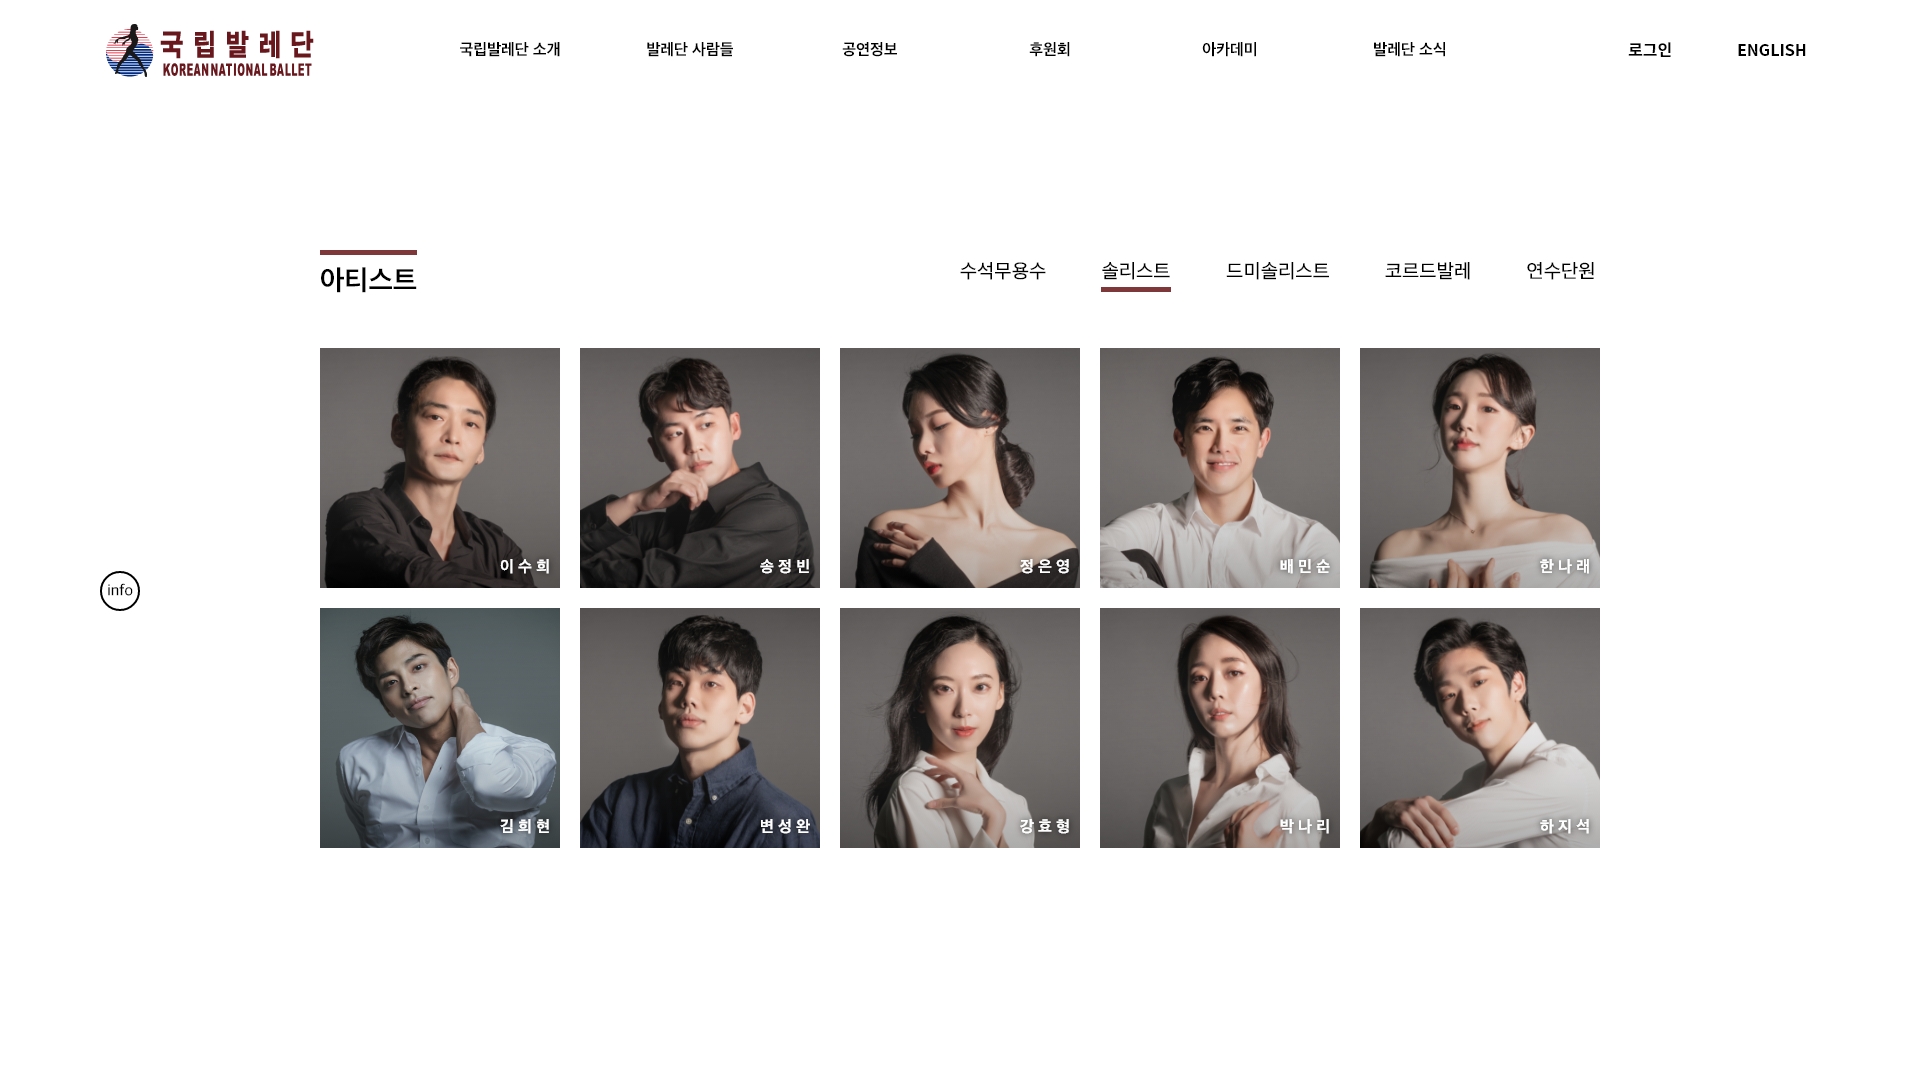 국립발레단
KOREAN NATIONAL BALLET
국립발레단 소개
발레단 사람들
공연정보
후원회
아카데미
발레단 소식
로그인
ENGLISH
아티스트
수석무용수
솔리스트
드미솔리스트
코르드발레
연수단원
이수희
송정빈
정은영
배민순
한나래
info
김희현
변성완
강효형
박나리
하지석